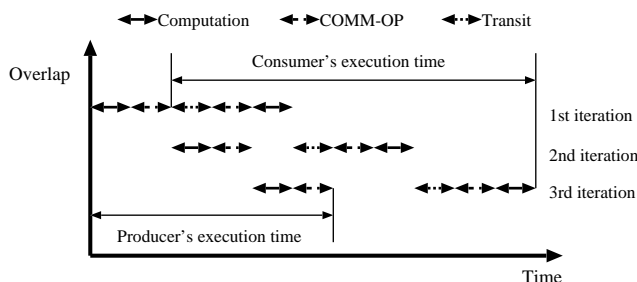 Computation COMM-OP Transit
Consumer's execution time
Overlap
1st iteration
2nd iteration
3rd iteration
Producer's execution time
Time